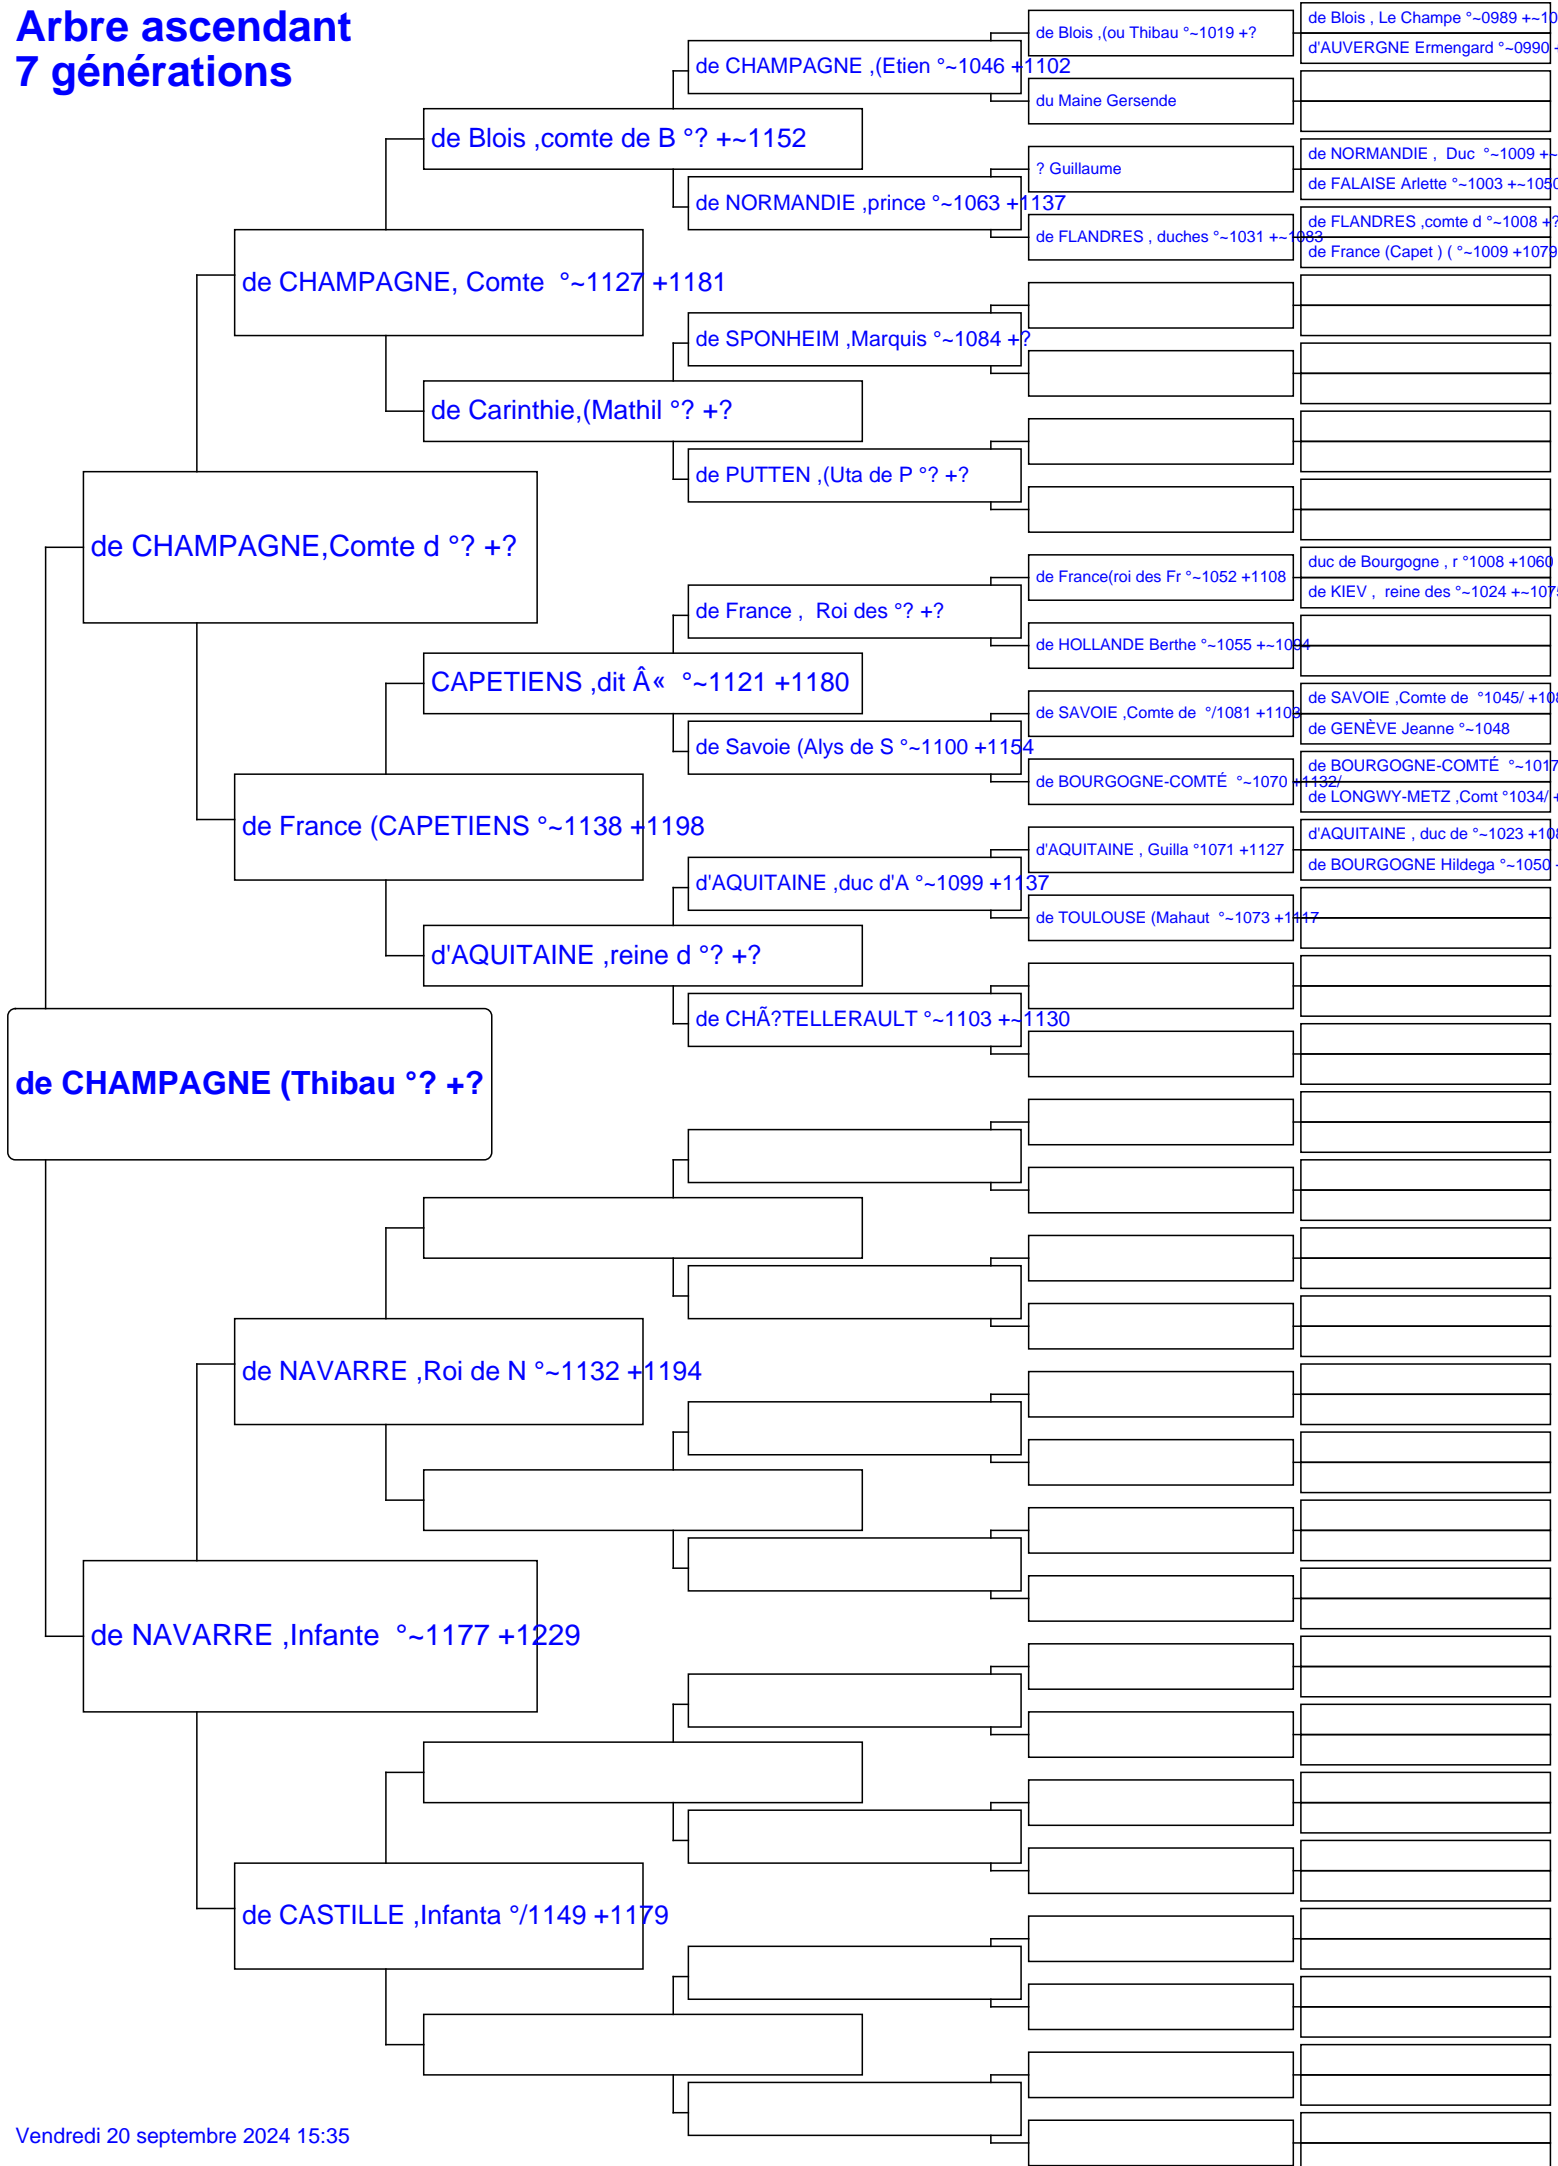 Arbre ascendant
7 générations
de Blois , Le Champe °~0989 +~10
d'AUVERGNE Ermengard °~0990 +
de Blois ,(ou Thibau °~1019 +?
de CHAMPAGNE ,(Etien °~1046 +1102
du Maine Gersende
de Blois ,comte de B °? +~1152
de NORMANDIE , Duc °~1009 +~
? Guillaume
de FALAISE Arlette °~1003 +~1050
de NORMANDIE ,prince °~1063 +1137
de FLANDRES ,comte d °~1008 +?
de FLANDRES , duches °~1031 +~1083
de France (Capet ) ( °~1009 +1079
de CHAMPAGNE, Comte °~1127 +1181
de SPONHEIM ,Marquis °~1084 +?
de Carinthie,(Mathil °? +?
de PUTTEN ,(Uta de P °? +?
de CHAMPAGNE,Comte d °? +?
duc de Bourgogne , r °1008 +1060
de France(roi des Fr °~1052 +1108
de KIEV , reine des °~1024 +~1075
de France , Roi des °? +?
de HOLLANDE Berthe °~1055 +~1094
CAPETIENS ,dit Â« °~1121 +1180
de SAVOIE ,Comte de °1045/ +108
de SAVOIE ,Comte de °/1081 +1103
de GENÈVE Jeanne °~1048
de Savoie (Alys de S °~1100 +1154
de BOURGOGNE-COMTÉ °~1017
de BOURGOGNE-COMTÉ °~1070 +1132/
de LONGWY-METZ ,Comt °1034/ +
de France (CAPETIENS °~1138 +1198
d'AQUITAINE , duc de °~1023 +108
d'AQUITAINE , Guilla °1071 +1127
de BOURGOGNE Hildega °~1050 +
d'AQUITAINE ,duc d'A °~1099 +1137
de TOULOUSE (Mahaut °~1073 +1117
d'AQUITAINE ,reine d °? +?
de CHÃ?TELLERAULT °~1103 +~1130
de CHAMPAGNE (Thibau °? +?
de NAVARRE ,Roi de N °~1132 +1194
de NAVARRE ,Infante °~1177 +1229
de CASTILLE ,Infanta °/1149 +1179
Vendredi 20 septembre 2024 15:35